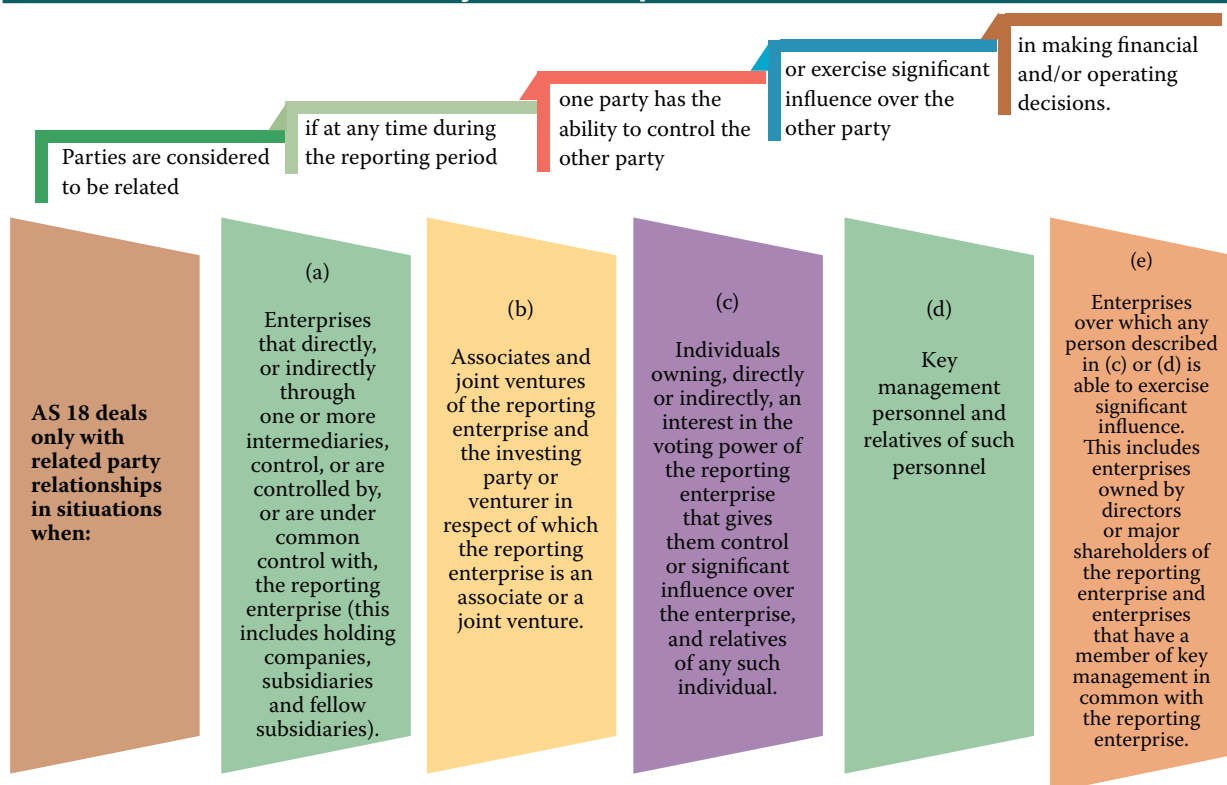 Parties are considered
to be related
if at any time during
the reporting period
one party has the
ability to control the
other party
or exercise significant
influence over the
other party
in making financial
and/or operating
decisions.
AS 18 deals
only with
related party
relationships
in sitiuations
when:
(a)
Enterprises
that directly,
or indirectly
through
one or more
intermediaries,
control, or are
controlled by,
or are under
common
control with,
the reporting
enterprise (this
includes holding
companies,
subsidiaries
and fellow
subsidiaries).
(b)
Associates and
joint ventures
of the reporting
enterprise and
the investing
party or
venturer in
respect of which
the reporting
enterprise is an
associate or a
joint venture.
(c)
Individuals
owning, directly
or indirectly, an
interest in the
voting power of
the reporting
enterprise
that gives
them control
or significant
influence over
the enterprise,
and relatives
of any such
individual.
(d)
Key
management
personnel and
relatives of such
personnel
(e)
Enterprises
over which any
person described
in (c) or (d) is
able to exercise
significant
influence.
This includes
enterprises
owned by
directors
or major
shareholders of
the reporting
enterprise and
enterprises
that have a
member of key
management in
common with
the reporting
enterprise.